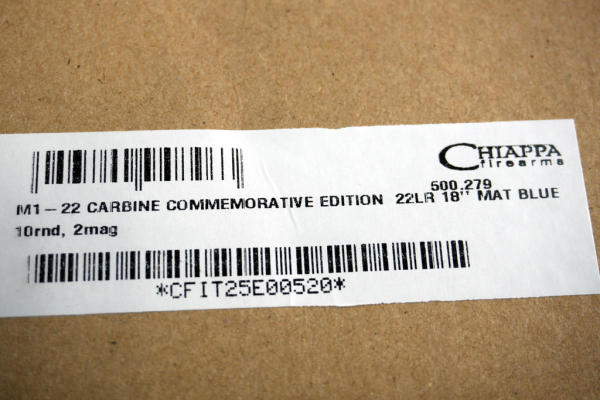 CHIAPPA
firearms
500.279
M1-22 CARBINE COMMEMORATIVE EDITION 22LR 18" MAT BLUE
10rnd, 2mag
*CFIT25E00520*